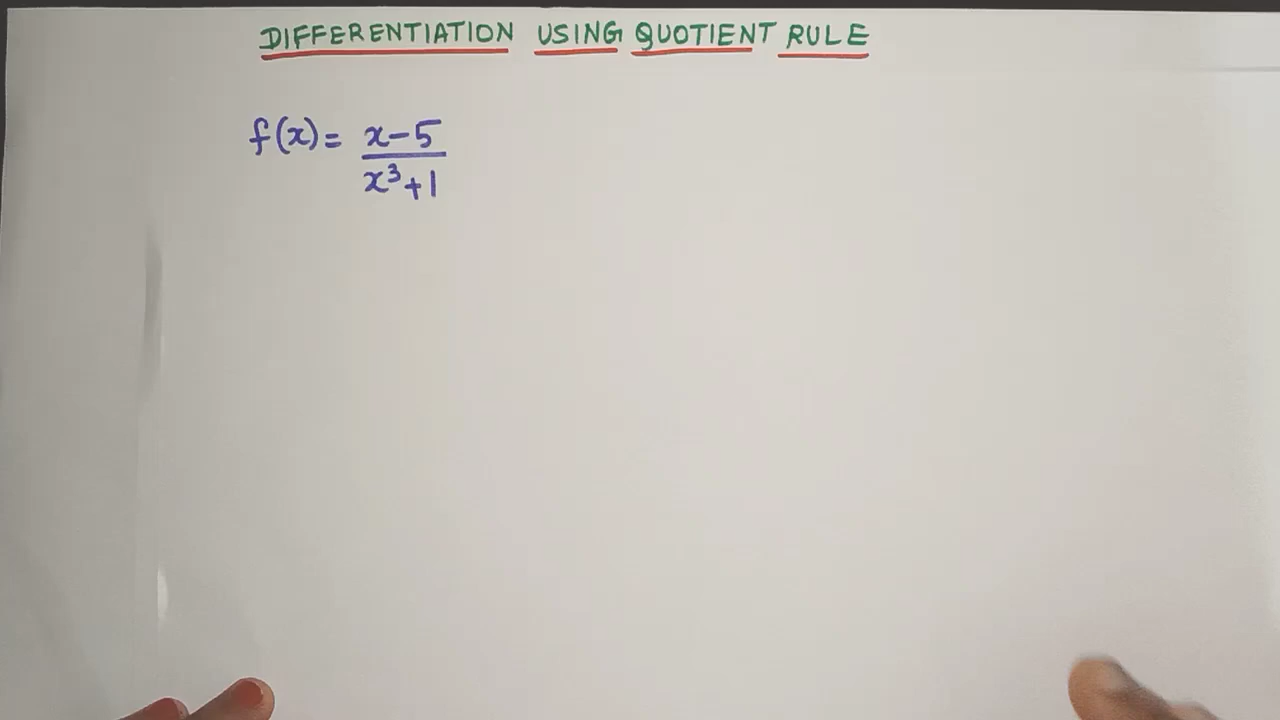 DIFFERENTIATION USING QUOTIENT RULE
f(x) = x-5
x³+1